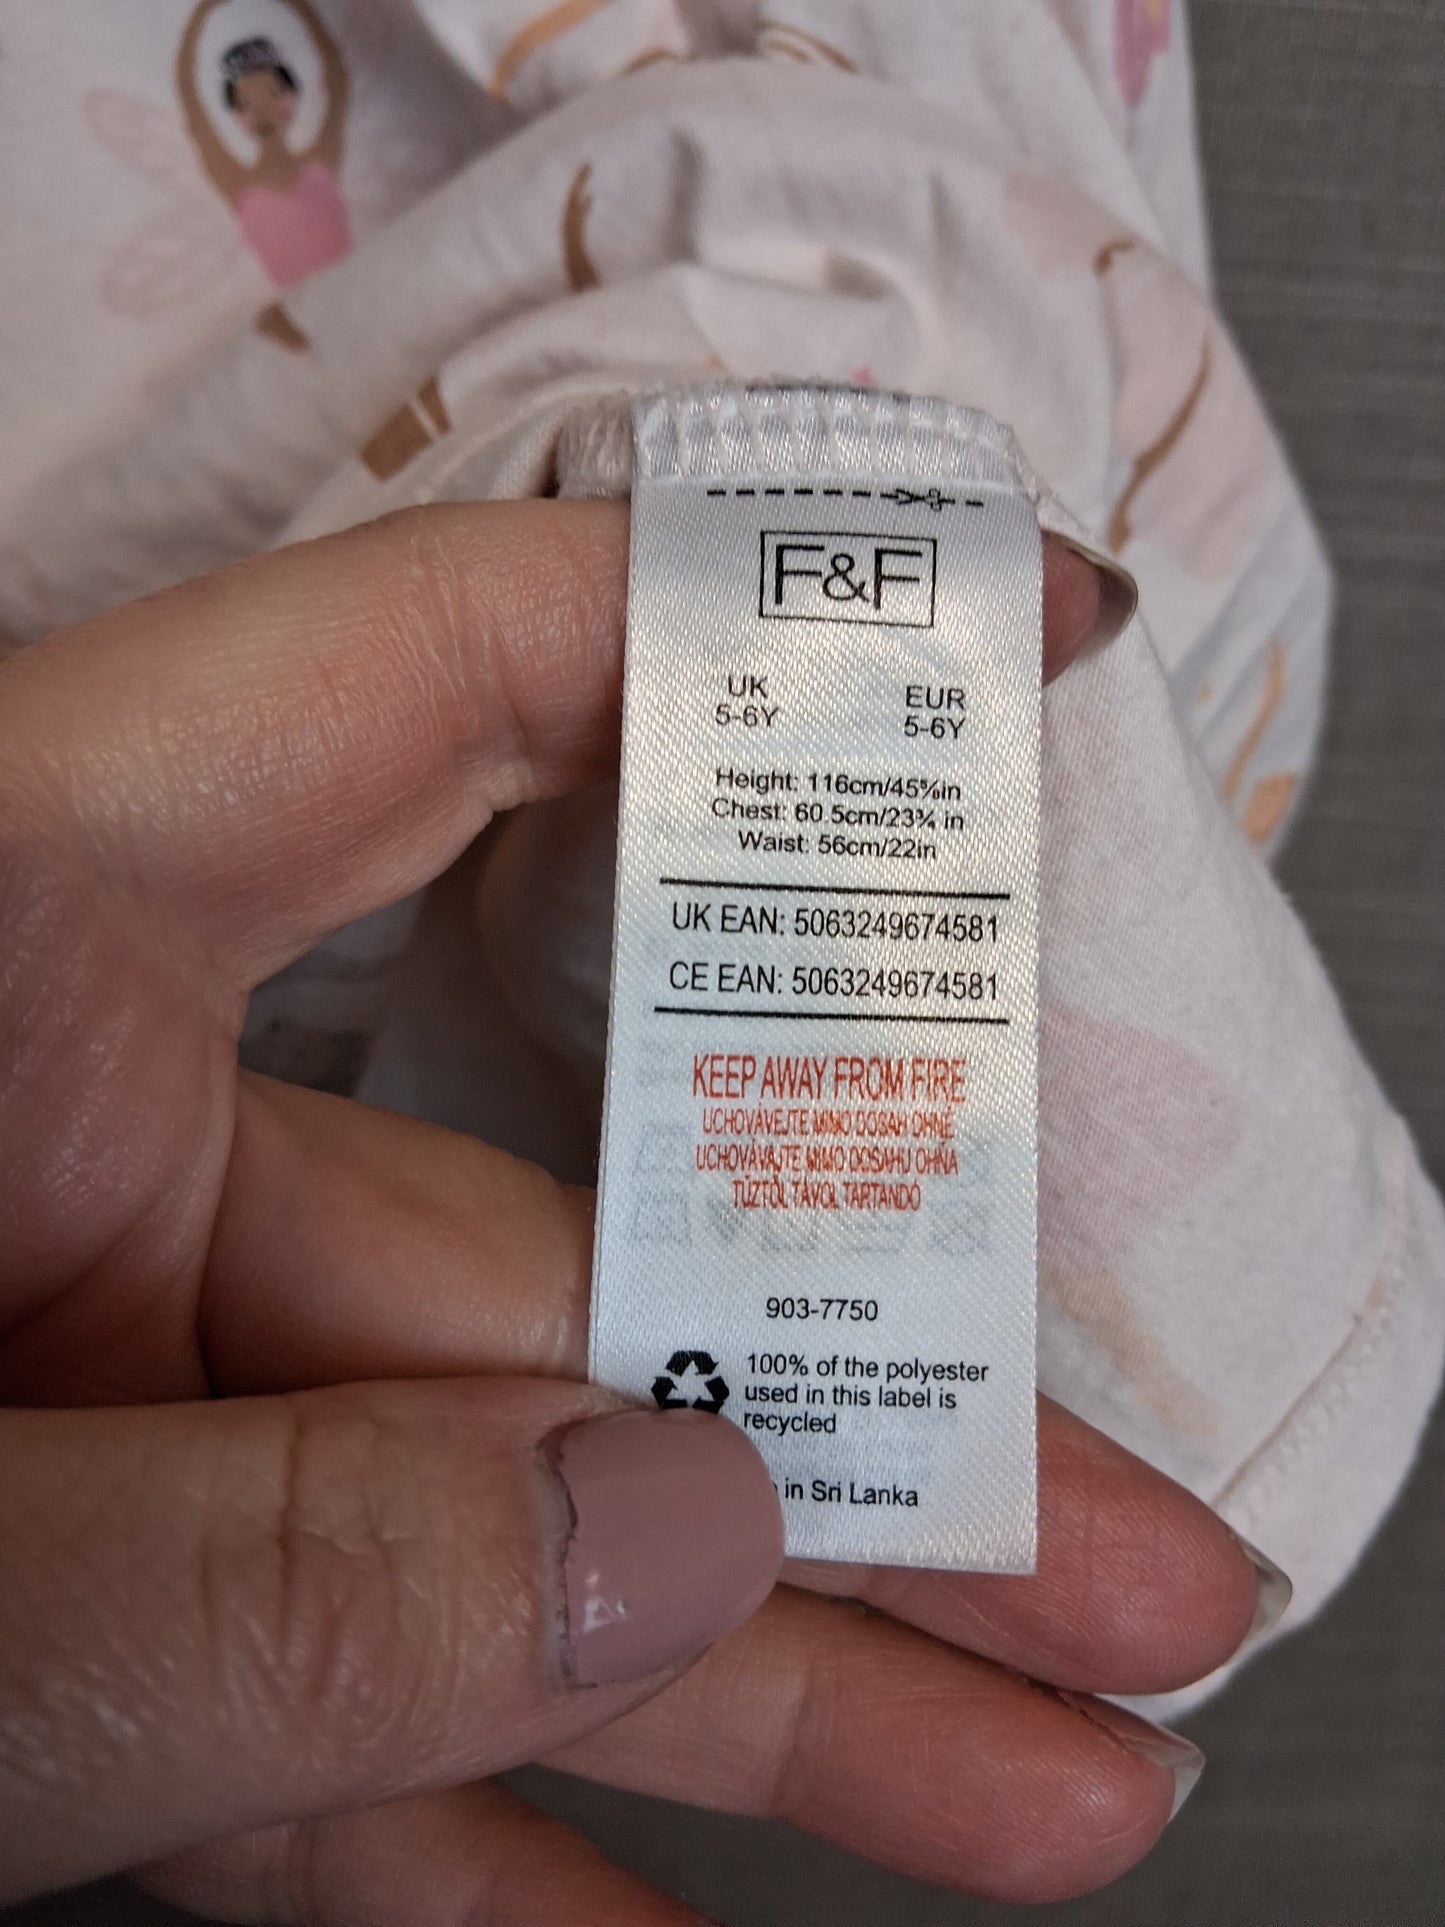 F&F
UK
5-6Y
EUR
5-6Y
Height: 116cm/45⅝in
Chest: 60.5cm/23¾ in
Waist: 56cm/22in
UK EAN: 5063249674581
CE EAN: 5063249674581
KEEP AWAY FROM FIRE
UCHOVÁVEJTE MIMO DOSAH OHNĚ
UCHOVÁVAJTE MIMO DOSAHU OHŇA
TŰZTŐL TÁVOL TARTANDÓ
903-7750
100% of the polyester
used in this label is
recycled
in Sri Lanka